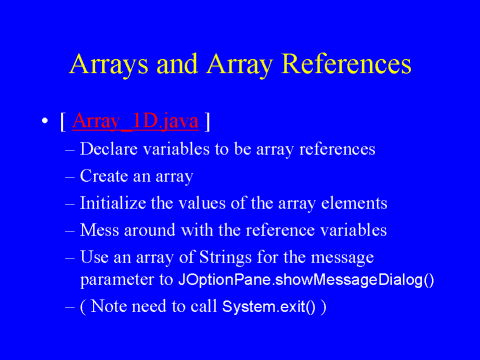 Arrays and Array References
• [ Array_1D.java ]
– Declare variables to be array references
– Create an array
– Initialize the values of the array elements
– Mess around with the reference variables
– Use an array of Strings for the message
parameter to JOptionPane.showMessageDialog()
– ( Note need to call System.exit() )